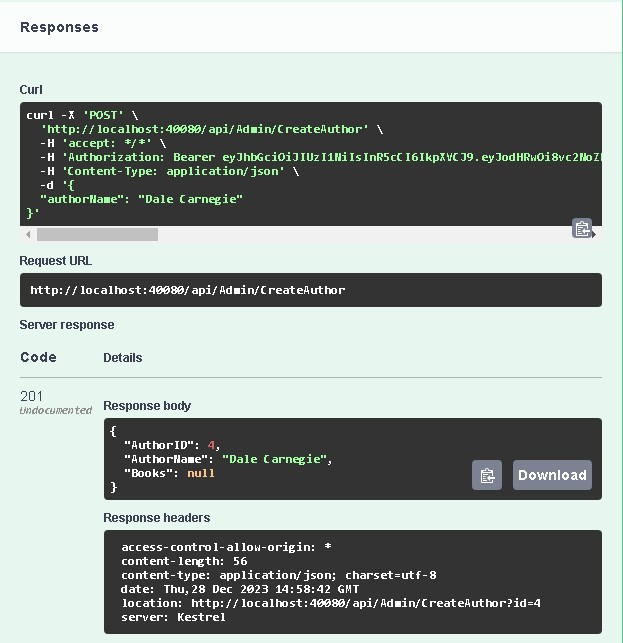 Responses
Curl
curl -X 'POST' \
'http://localhost:40080/api/Admin/CreateAuthor' \
-H 'accept: */*' \
-H 'Authorization: Bearer eyJhbGciOiJIUzI1NiIsInR5cCI6IkpXVCJ9.eyJodHRwOi8vc2NoZ
-H 'Content-Type: application/json' \
-d '{
"authorName": "Dale Carnegie"
}'
Request URL
http://localhost:40080/api/Admin/CreateAuthor
Server response
Code Details
201
Undocumented
Response body
{
"AuthorID": 4,
"AuthorName": "Dale Carnegie",
"Books": null
}
Download
Response headers
access-control-allow-origin: *
content-length: 56
content-type: application/json; charset=utf-8
date: Thu,28 Dec 2023 14:58:42 GMT
location: http://localhost:40080/api/Admin/CreateAuthor?id=4
server: Kestrel